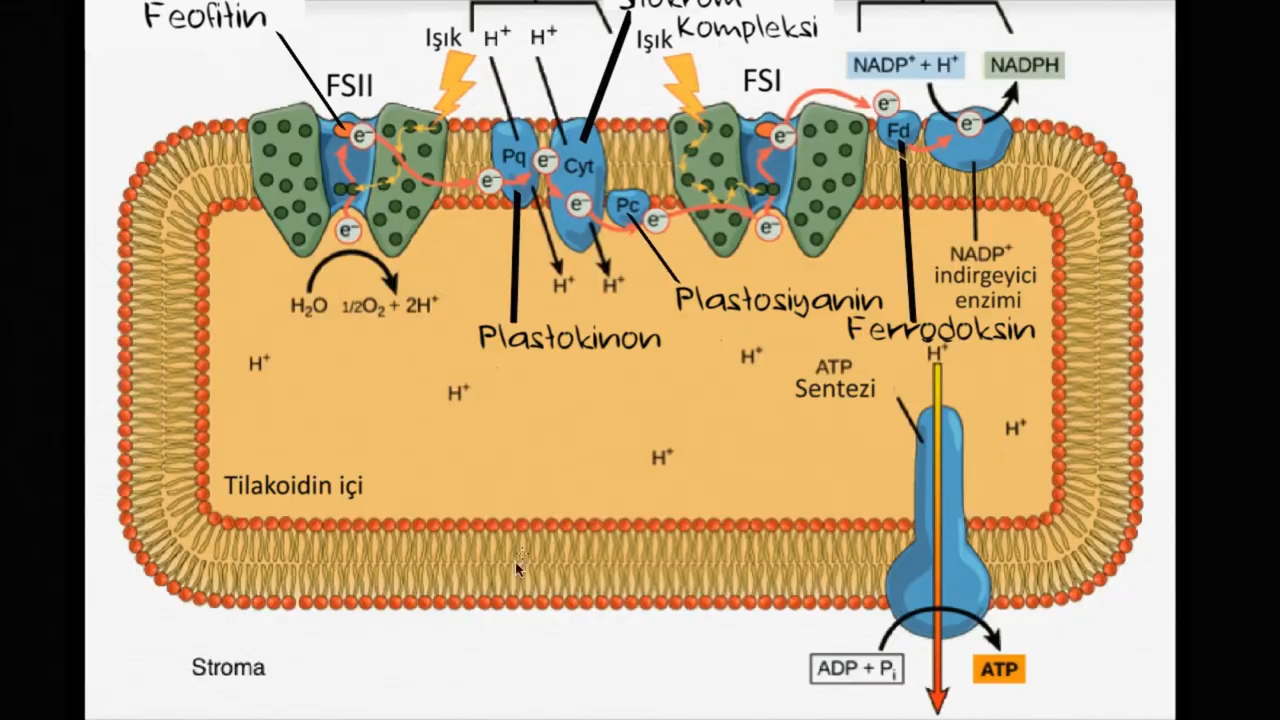 Feofitin
Sitokrom
Kompleksi
Işık
H⁺
H⁺
Işık
FSII
FSI
NADP⁺ + H⁺
NADPH
e⁻
e⁻
Fd
e⁻
e⁻
e⁻
Pq
e⁻
Cyt
e⁻
e⁻
Pc
e⁻
e⁻
e⁻
H₂O 1/2O₂ + 2H⁺
H⁺
H⁺
NADP⁺
indirgeyici
enzimi
Plastosiyanin
Plastokinon
Ferrodoksin
H⁺
H⁺
H⁺
H⁺
ATP
Sentezi
H⁺
H⁺
Tilakoidin içi
Stroma
ADP + Pᵢ
ATP